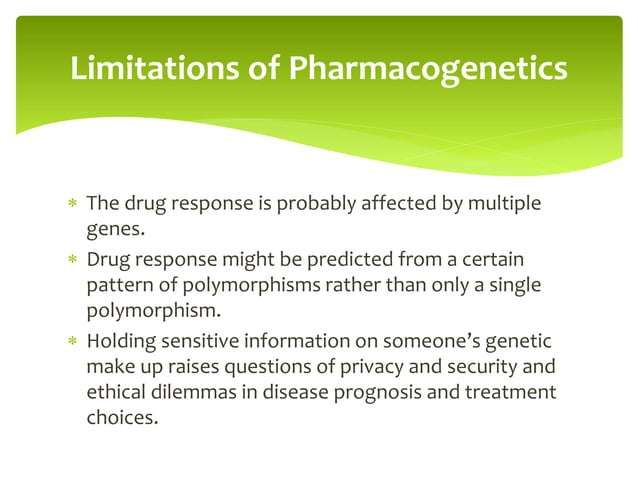 Limitations of Pharmacogenetics
The drug response is probably affected by multiple
genes.
Drug response might be predicted from a certain
pattern of polymorphisms rather than only a single
polymorphism.
Holding sensitive information on someone’s genetic
make up raises questions of privacy and security and
ethical dilemmas in disease prognosis and treatment
choices.